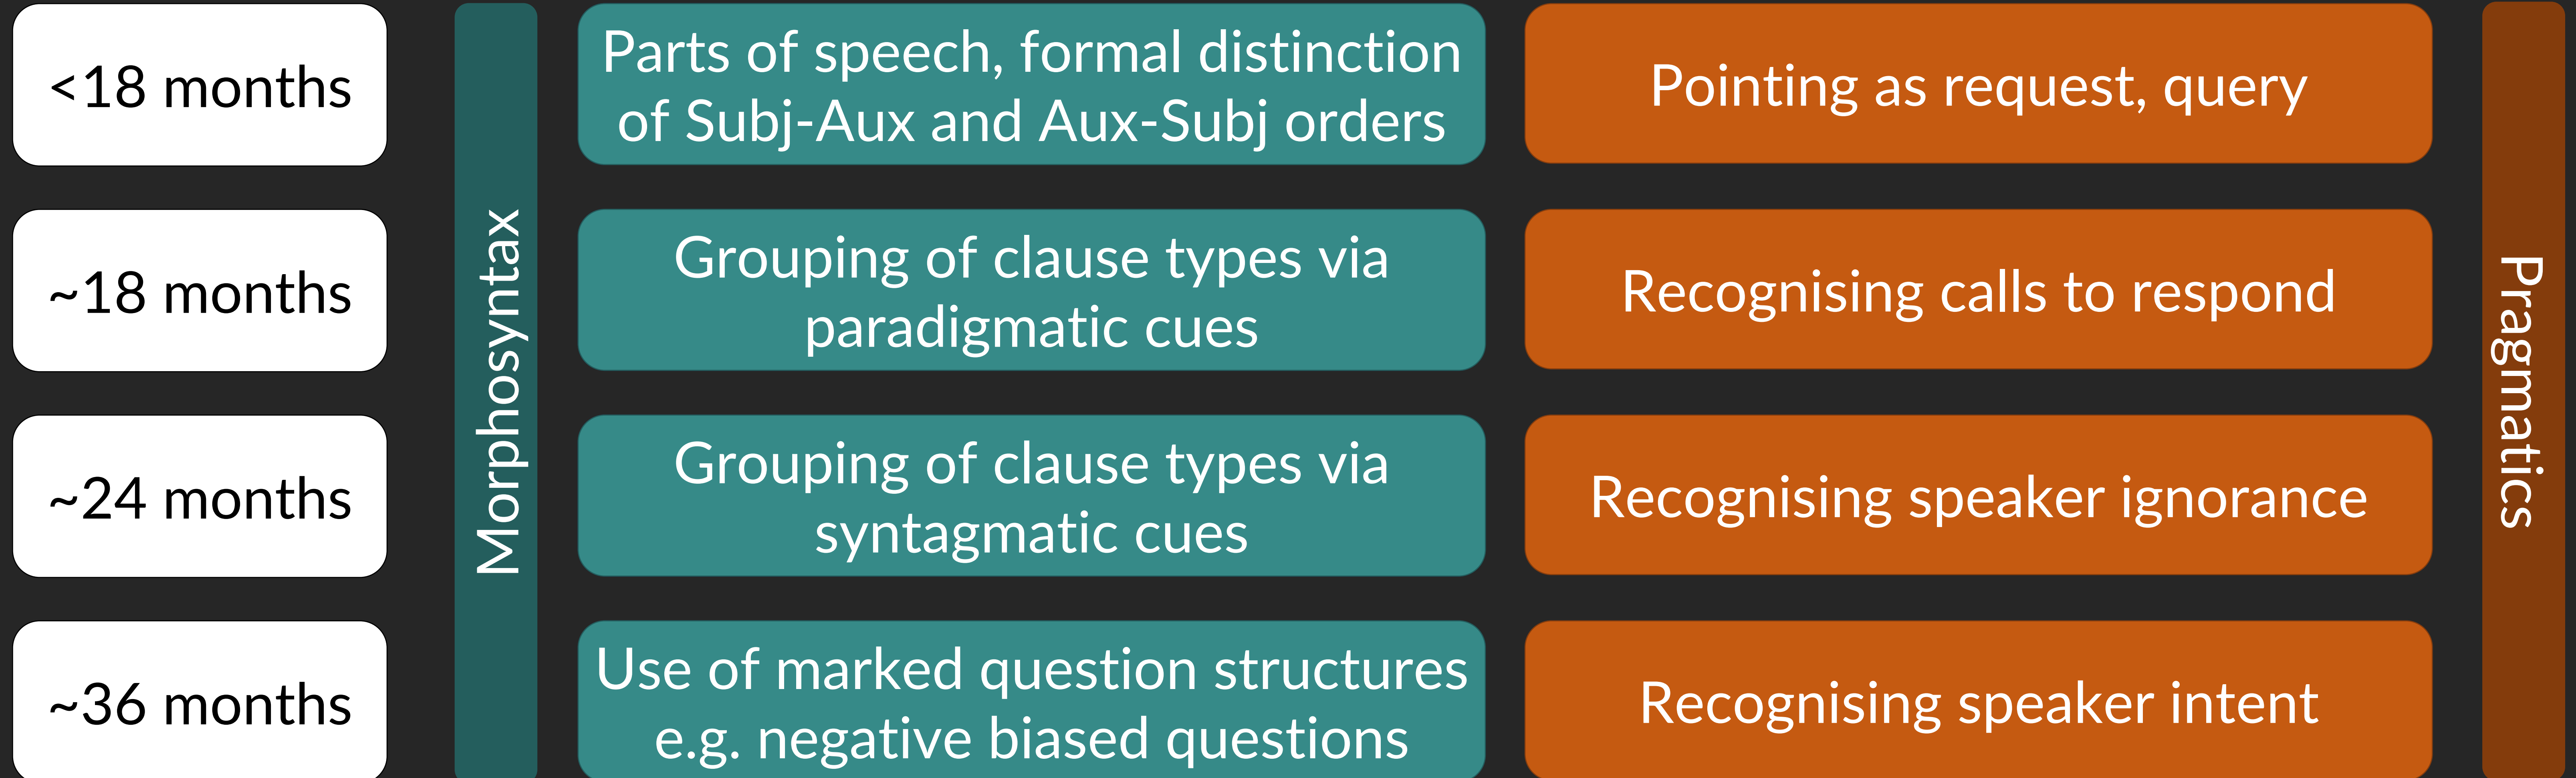 <18 months
Parts of speech, formal distinction
of Subj-Aux and Aux-Subj orders
Pointing as request, query
~18 months
Grouping of clause types via
paradigmatic cues
Recognising calls to respond
~24 months
Grouping of clause types via
syntagmatic cues
Recognising speaker ignorance
~36 months
Use of marked question structures
e.g. negative biased questions
Recognising speaker intent
Morphosyntax
Pragmatics